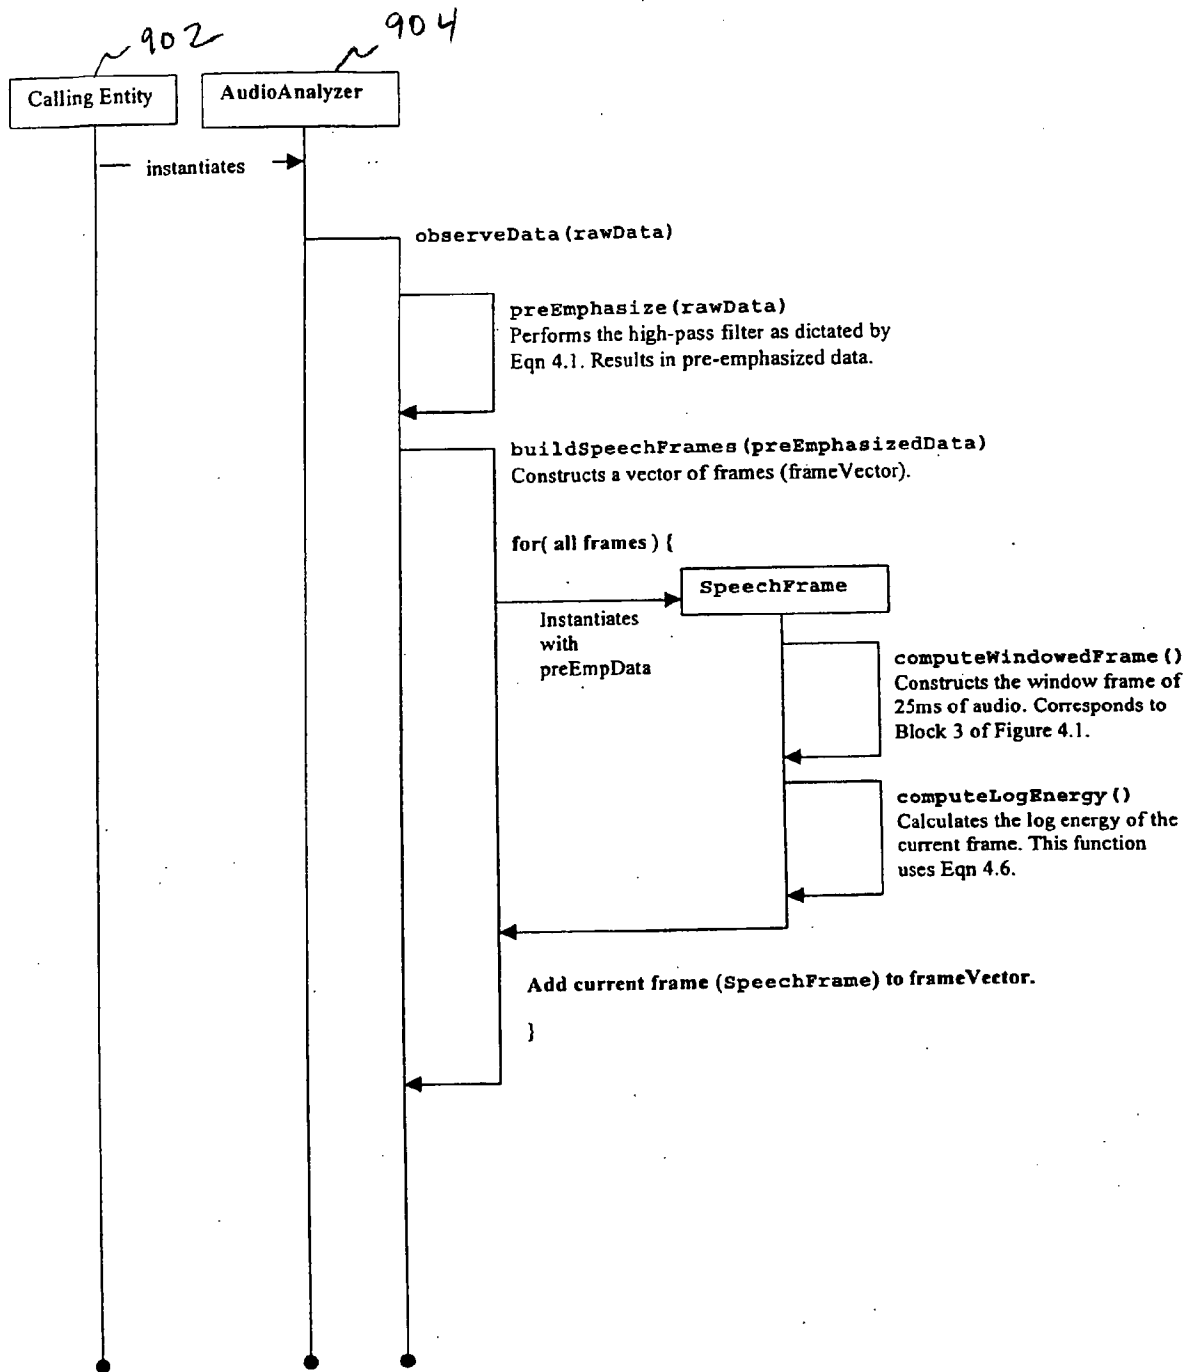 902
904
Calling Entity
AudioAnalyzer
instantiates
observeData(rawData)
preEmphasize(rawData)
Performs the high-pass filter as dictated by
Eqn 4.1. Results in pre-emphasized data.
buildSpeechFrames(preEmphasizedData)
Constructs a vector of frames (frameVector).
for( all frames ) {
SpeechFrame
Instantiates
with
preEmpData
computeWindowedFrame()
Constructs the window frame of
25ms of audio. Corresponds to
Block 3 of Figure 4.1.
computeLogEnergy()
Calculates the log energy of the
current frame. This function
uses Eqn 4.6.
Add current frame (SpeechFrame) to frameVector.
}